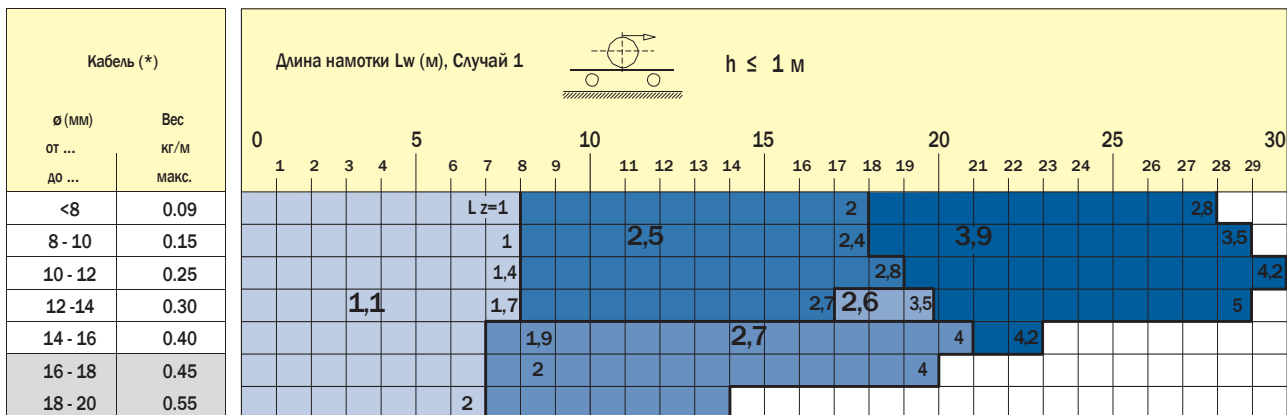 Кабель (*)
Длина намотки Lw (м), Случай 1
h ≤ 1 м
ø (мм) Вес
от ... кг/м
до ... макс.
0 5 10 15 20 25 30
1 2 3 4 6 7 8 9 11 12 13 14 16 17 18 19 21 22 23 24 26 27 28 29
<8 0.09 L z=1 2 2,8
8 - 10 0.15 1 2,5 2,4 3,9 3,5
10 - 12 0.25 1,4 2,8 4,2
12 -14 0.30 1,1 1,7 2,7 2,6 3,5 5
14 - 16 0.40 1,9 2,7 4 4,2
16 - 18 0.45 2 4
18 - 20 0.55 2